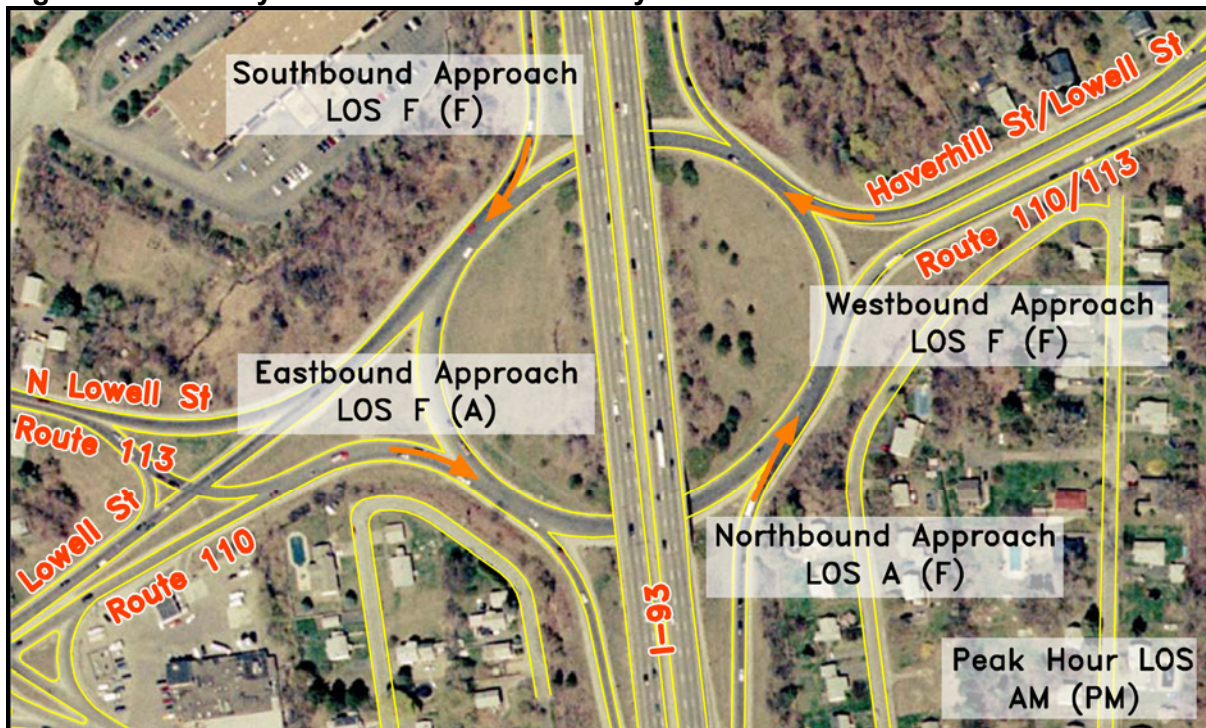 Southbound Approach
LOS F (F)
Haverhill St/Lowell St
Route 110/113
Westbound Approach
LOS F (F)
Eastbound Approach
LOS F (A)
N Lowell St
Route 113
Lowell St
Route 110
Northbound Approach
LOS A (F)
I-93
Peak Hour LOS
AM (PM)